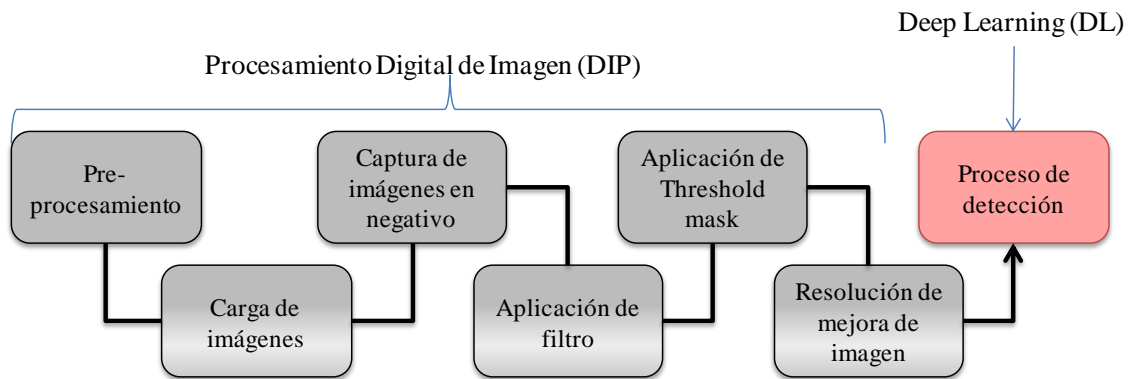 Deep Learning (DL)
Procesamiento Digital de Imagen (DIP)
Pre-
procesamiento
Carga de
imágenes
Captura de
imágenes en
negativo
Aplicación de
filtro
Aplicación de
Threshold
mask
Resolución de
mejora de
imagen
Proceso de
detección